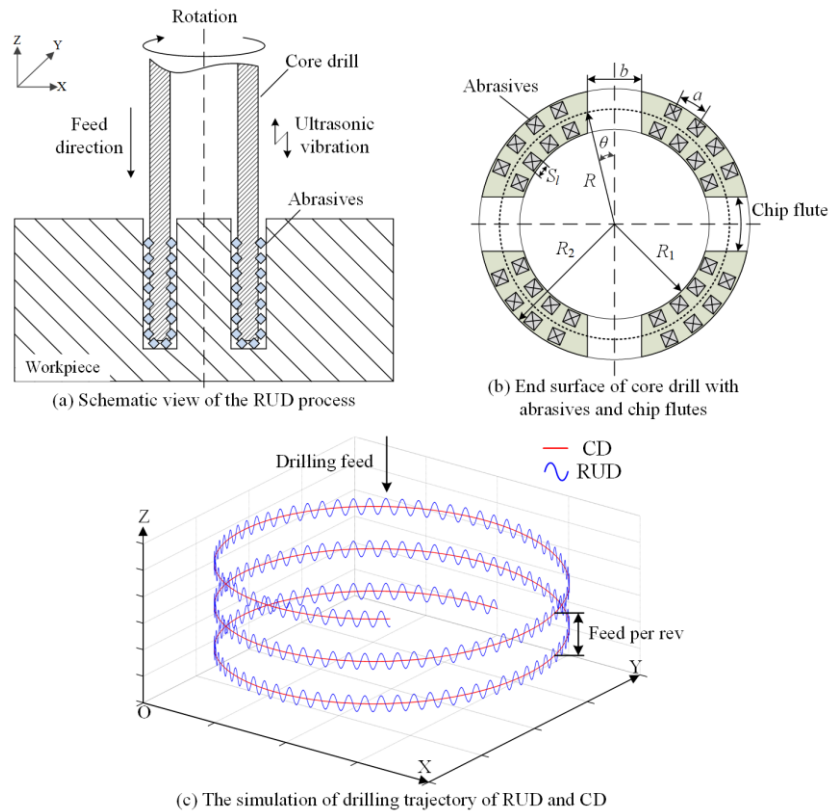 Rotation
Z
Y
X
Core drill
Feed
direction
Ultrasonic
vibration
Abrasives
Workpiece
(a) Schematic view of the RUD process
Abrasives
b
a
θ
S_l
R
Chip flute
R₂
R₁
(b) End surface of core drill with
abrasives and chip flutes
Drilling feed
CD
RUD
Z
Feed per rev
Y
O
X
(c) The simulation of drilling trajectory of RUD and CD